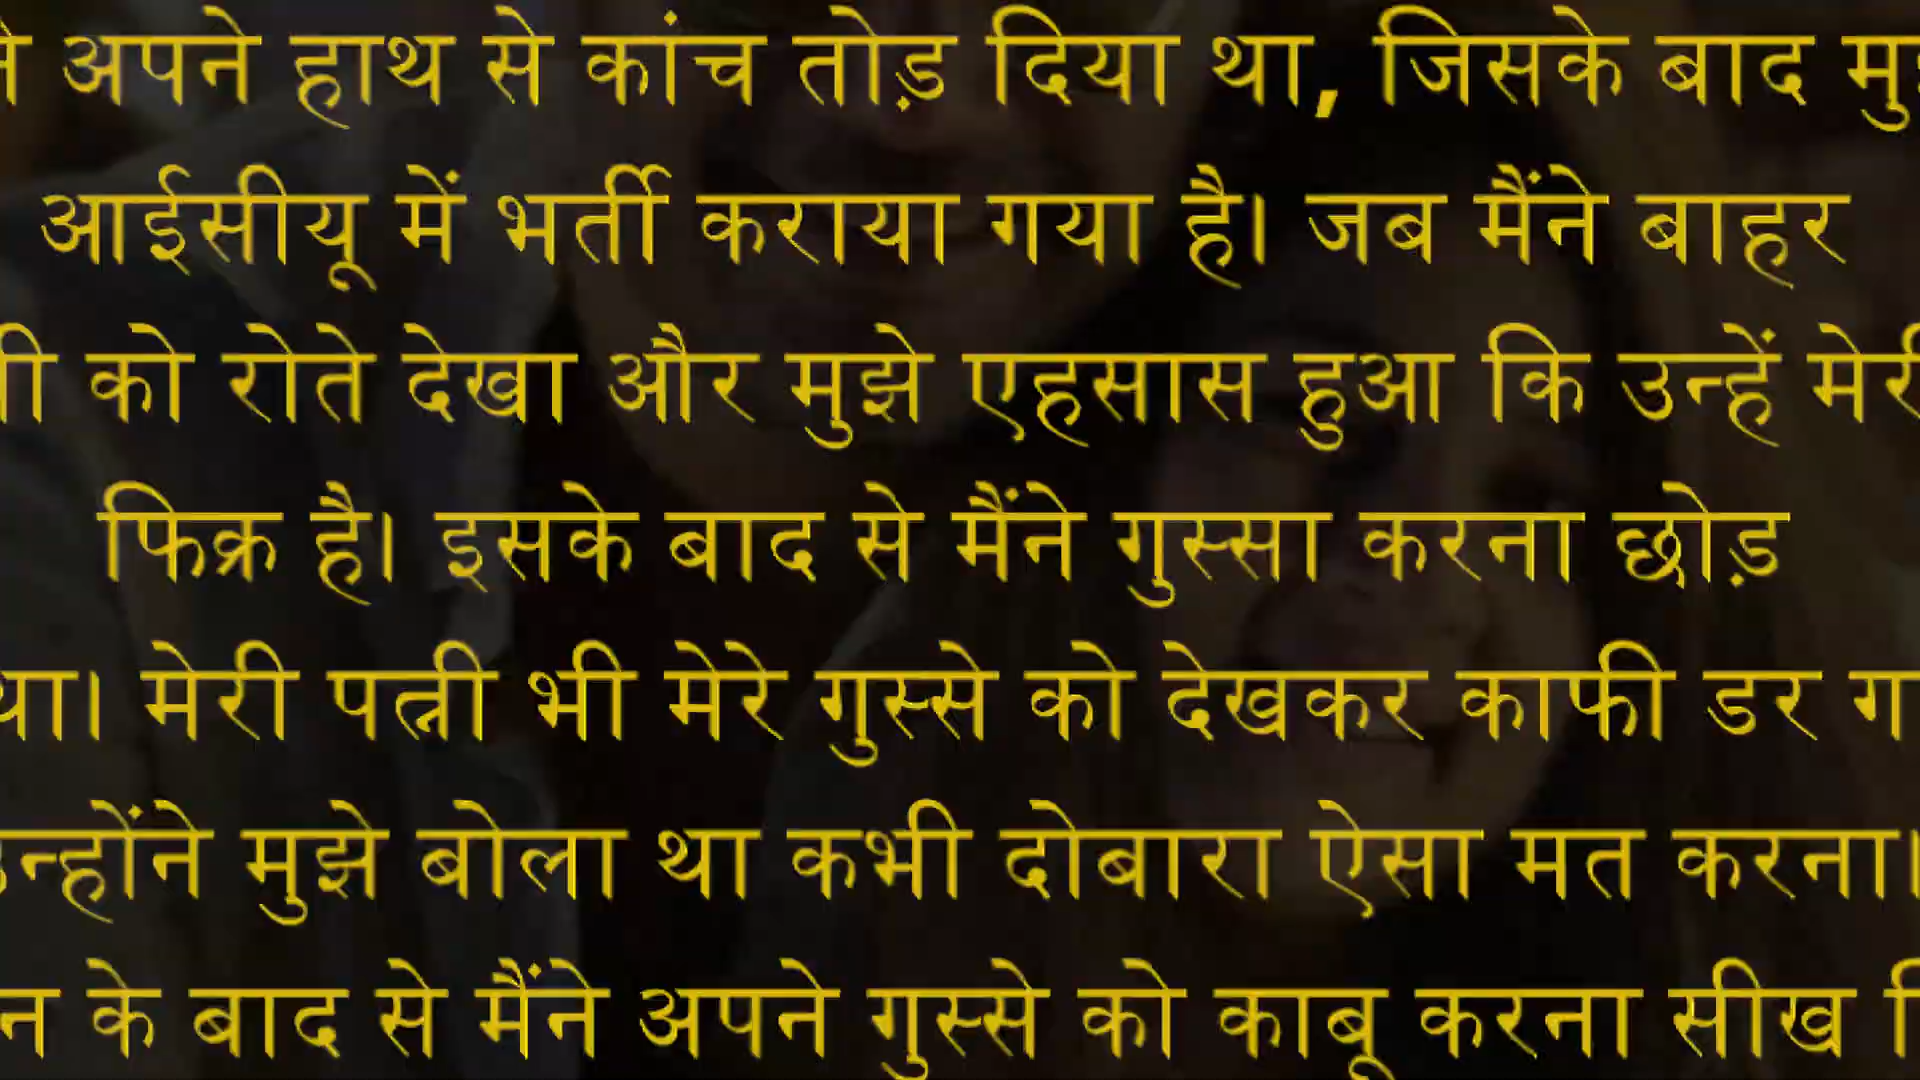 अपने हाथ से कांच तोड़ दिया था, जिसके बाद
आईसीयू में भर्ती कराया गया है। जब मैंने बाहर
को रोते देखा और मुझे एहसास हुआ कि उन्हें मेरी
फिक्र है। इसके बाद से मैंने गुस्सा करना छोड़
था। मेरी पत्नी भी मेरे गुस्से को देखकर काफी डर
उन्होंने मुझे बोला था कभी दोबारा ऐसा मत करना।
के बाद से मैंने अपने गुस्से को काबू करना सीख